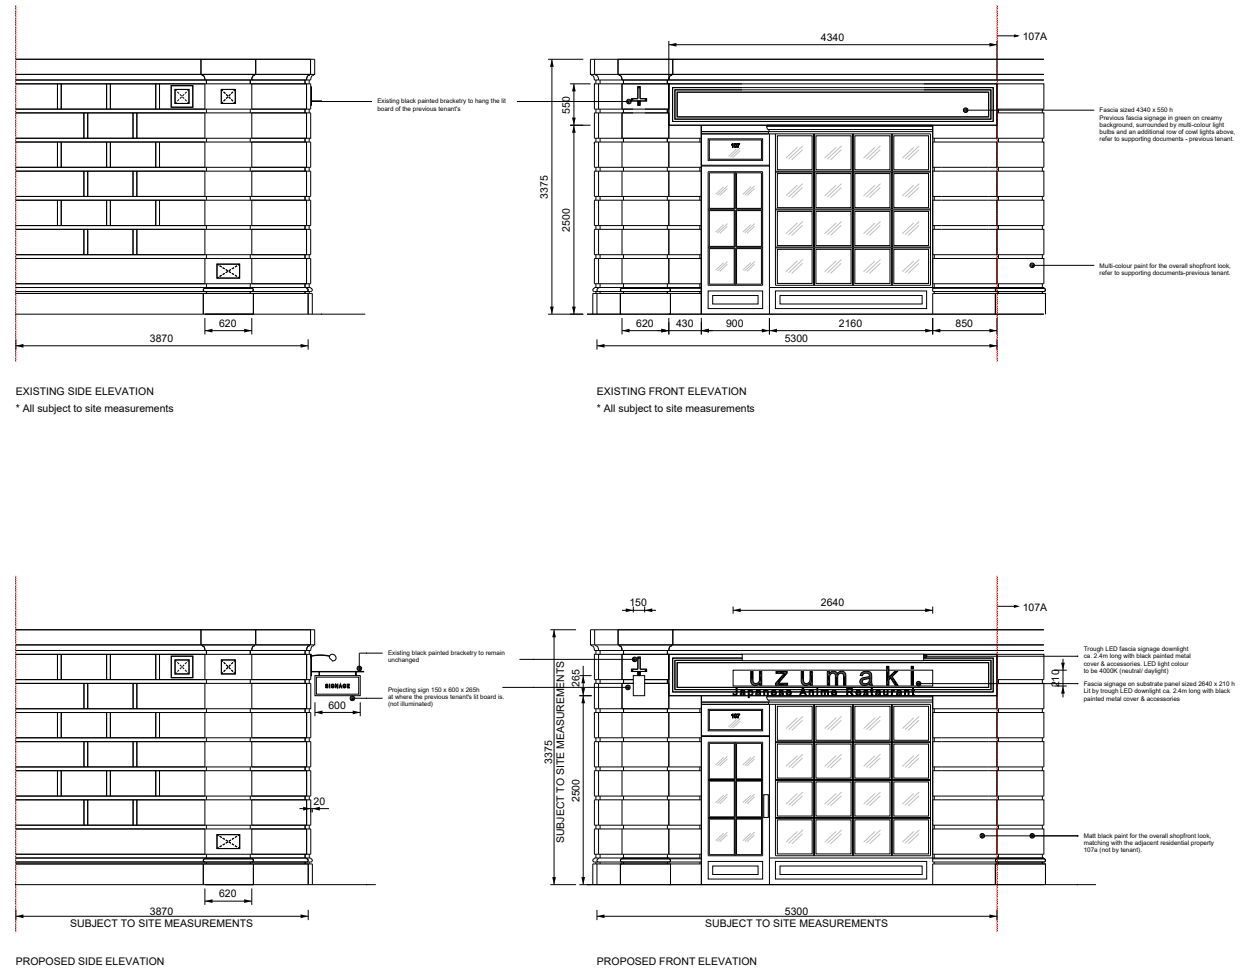 4340
107A
Existing black painted bracketry to hang the lit
board of the previous tenant's
550
Fascia sized 4340 x 550 h
Previous fascia signage in green on creamy
background, surrounded by multi-colour light
bulbs and an additional row of cowl lights above,
refer to supporting documents - previous tenant.
107
3375
2500
Multi-colour paint for the overall shopfront look,
refer to supporting documents-previous tenant.
620
3870
620
430
900
2160
850
5300
EXISTING SIDE ELEVATION
* All subject to site measurements
EXISTING FRONT ELEVATION
* All subject to site measurements
150
2640
107A
Existing black painted bracketry to remain
unchanged
SIGNAGE
Projecting sign 150 x 600 x 265h
at where the previous tenant's lit board is.
(not illuminated)
600
265
uzumaki
Japanese Anime Restaurant
210
Trough LED fascia signage downlight
ca. 2.4m long with black painted metal
cover & accessories. LED light colour
to be 4000K (neutral/ daylight)
Fascia signage on substrate panel sized 2640 x 210 h
Lit by trough LED downlight ca. 2.4m long with black
painted metal cover & accessories
107
3375
SUBJECT TO SITE MEASUREMENTS
2500
20
Matt black paint for the overall shopfront look,
matching with the adjacent residential property
107a (not by tenant).
620
3870
SUBJECT TO SITE MEASUREMENTS
5300
SUBJECT TO SITE MEASUREMENTS
PROPOSED SIDE ELEVATION
PROPOSED FRONT ELEVATION